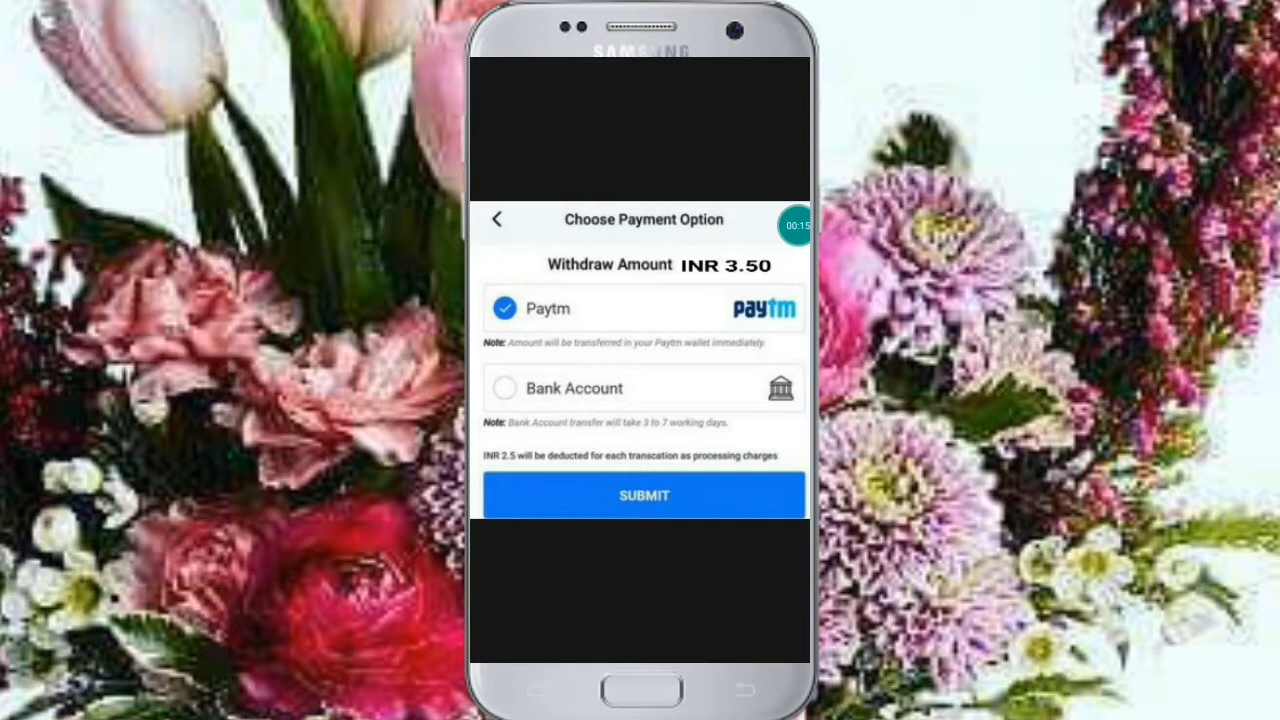 SAMSUNG
Choose Payment Option
00:15
Withdraw Amount INR 3.50
Paytm paytm
Note: Amount will be transferred in your Paytm wallet immediately.
Bank Account
Note: Bank Account transfer will take 3 to 7 working days.
INR 2.5 will be deducted for each transcation as processing charges
SUBMIT